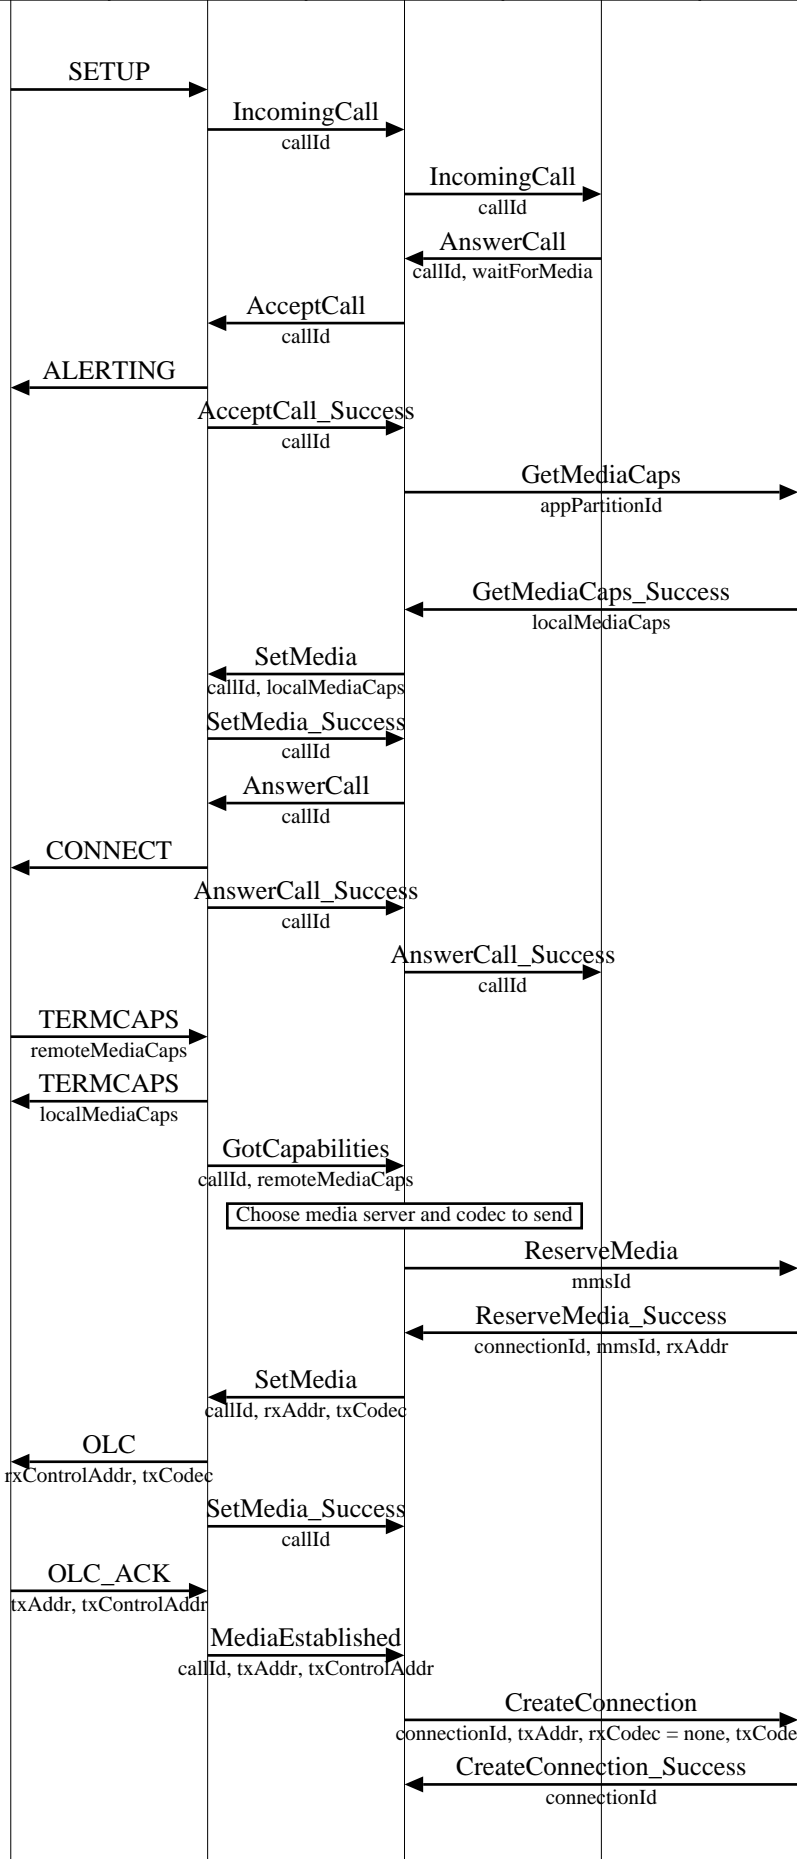 SETUP
IncomingCall
callId
IncomingCall
callId
AnswerCall
callId, waitForMedia
AcceptCall
callId
ALERTING
AcceptCall_Success
callId
GetMediaCaps
appPartitionId
GetMediaCaps_Success
localMediaCaps
SetMedia
callId, localMediaCaps
SetMedia_Success
callId
AnswerCall
callId
CONNECT
AnswerCall_Success
callId
AnswerCall_Success
callId
TERMCAPS
remoteMediaCaps
TERMCAPS
localMediaCaps
GotCapabilities
callId, remoteMediaCaps
Choose media server and codec to send
ReserveMedia
mmsId
ReserveMedia_Success
connectionId, mmsId, rxAddr
SetMedia
callId, rxAddr, txCodec
OLC
rxControlAddr, txCodec
SetMedia_Success
callId
OLC_ACK
txAddr, txControlAddr
MediaEstablished
callId, txAddr, txControlAddr
CreateConnection
connectionId, txAddr, rxCodec = none, txCode
CreateConnection_Success
connectionId